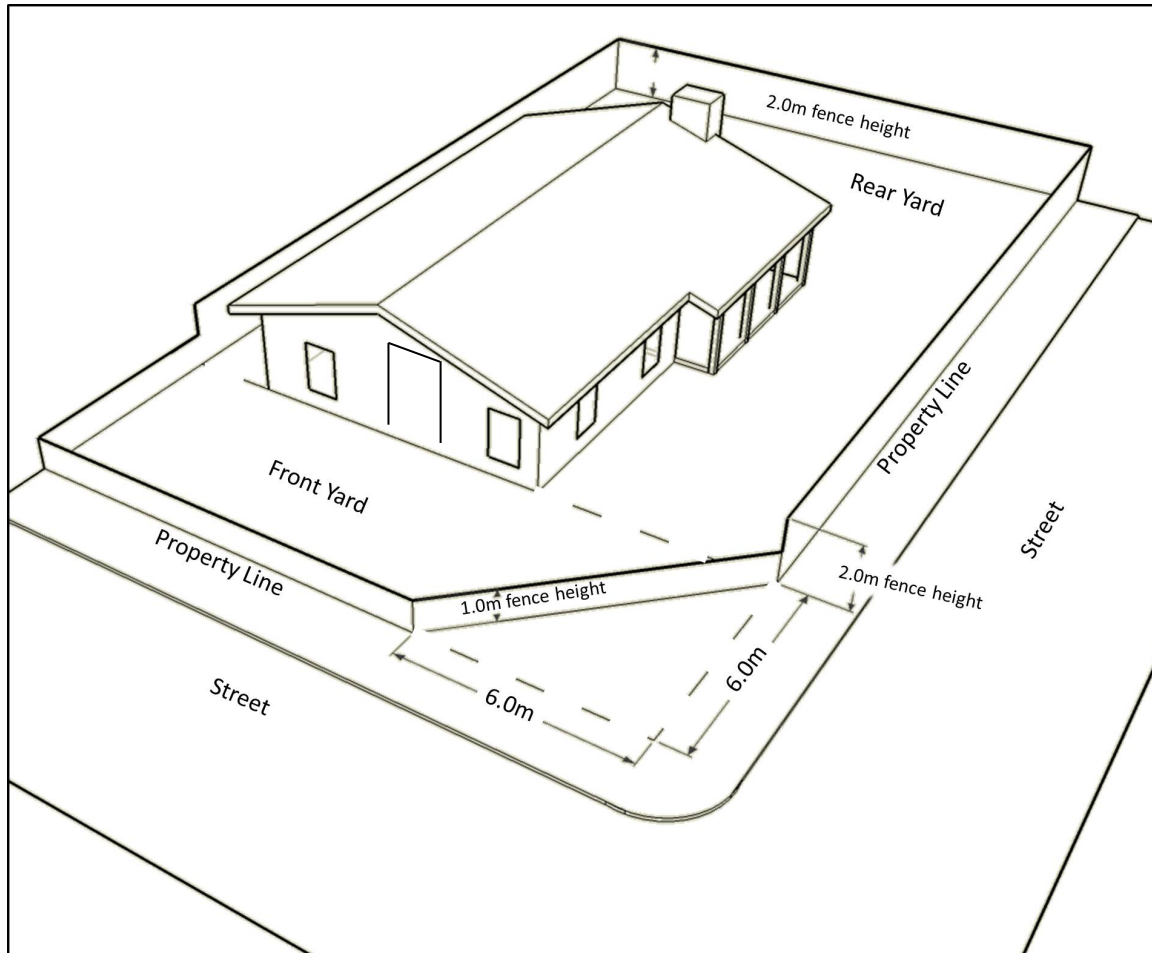 2.0m fence height
Rear Yard
Property Line
Street
Front Yard
Property Line
2.0m fence height
1.0m fence height
6.0m
6.0m
Street